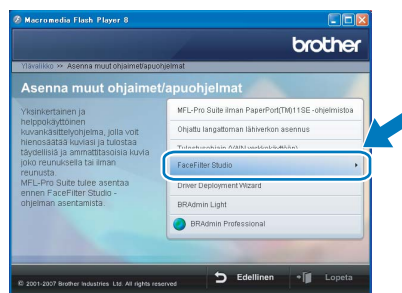 Macromedia Flash Player 8
brother
Ylävalikko >> Asenna muut ohjaimet/apuohjelmat
Asenna muut ohjaimet/apuohjelmat
Yksinkertainen ja
helppokäyttöinen
kuvankäsittelyohjelma, jolla voit
hienosäätää kuviasi ja tulostaa
täydellisiä ja ammattitasoisia kuvia
joko reunuksella tai ilman
reunusta.
MFL-Pro Suite tulee asentaa
ennen FaceFilter Studio -
ohjelman asentamista.
MFL-Pro Suite ilman PaperPort(TM)11SE -ohjelmistoa
Ohjattu langattoman lähiverkon asennus
FaceFilter Studio
Driver Deployment Wizard
BRAdmin Light
BRAdmin Professional
© 2001-2007 Brother Industries Ltd. All rights reserved
Edellinen
Lopeta